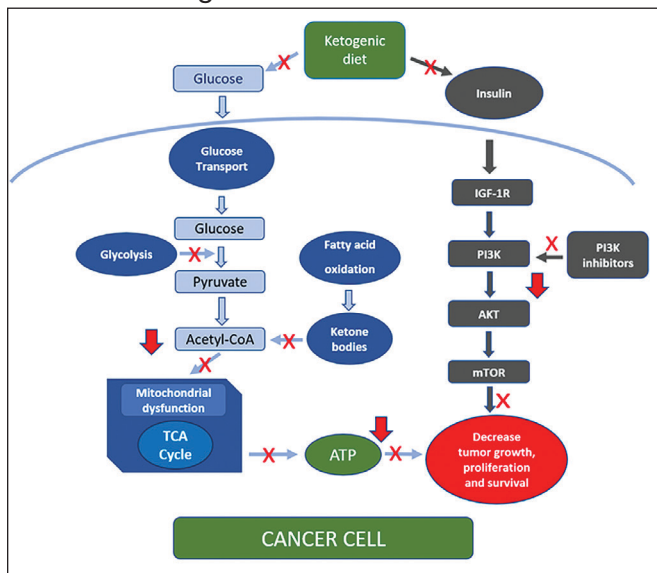 Ketogenic
diet
Glucose
Insulin
Glucose
Transport
IGF-1R
Glucose
Fatty acid
oxidation
Glycolysis
PI3K
PI3K
inhibitors
Pyruvate
AKT
Acetyl-CoA
Ketone
bodies
mTOR
Mitochondrial
dysfunction
TCA
Cycle
ATP
Decrease
tumor growth,
proliferation
and survival
CANCER CELL